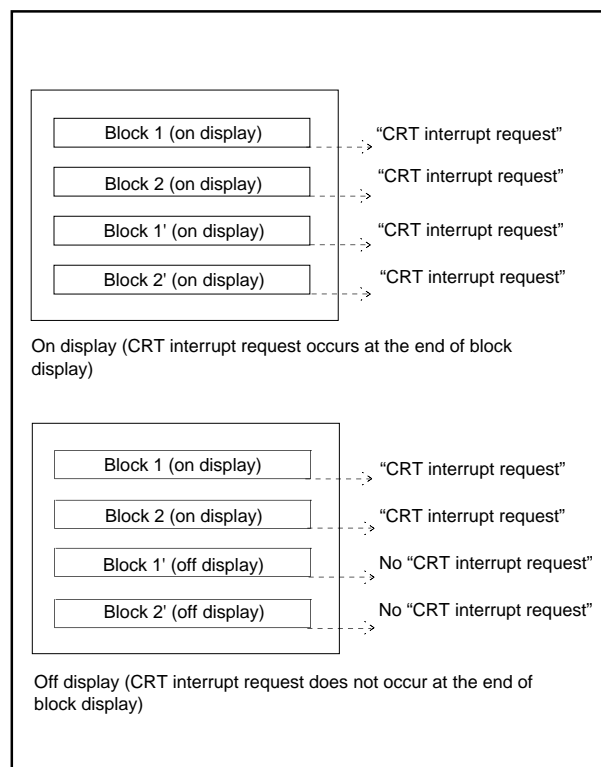 Block 1 (on display)
“CRT interrupt request”
Block 2 (on display)
“CRT interrupt request”
Block 1' (on display)
“CRT interrupt request”
Block 2' (on display)
“CRT interrupt request”
On display (CRT interrupt request occurs at the end of block
display)
Block 1 (on display)
“CRT interrupt request”
Block 2 (on display)
“CRT interrupt request”
Block 1' (off display)
No “CRT interrupt request”
Block 2' (off display)
No “CRT interrupt request”
Off display (CRT interrupt request does not occur at the end of
block display)